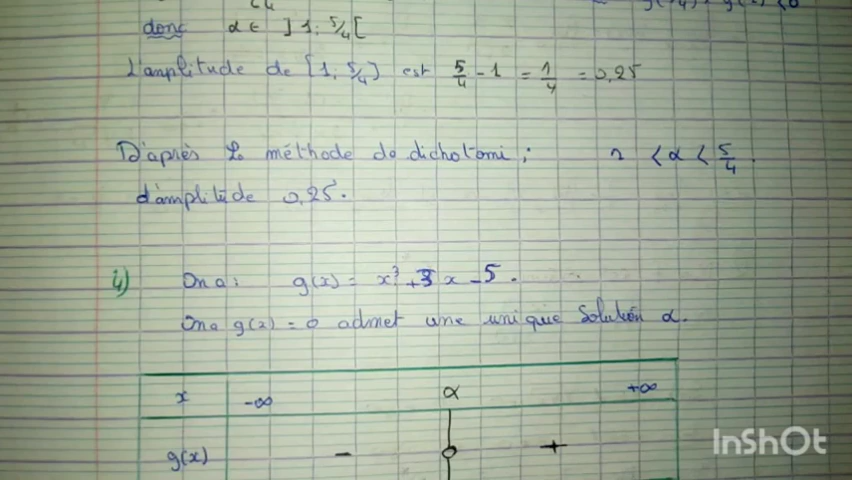 donc α ∈ ]1; 5/4[
L'amplitude de [1, 5/4] est 5/4 - 1 = 1/4 = 0,25
D'après la méthode de dichotomi; 1 < α < 5/4.
d'amplitude 0,25.
4) On a: g(x) = x³ + 3x - 5.
On a g(x) = 0 admet une unique solution α.
x -∞ α +∞
g(x) - 0 +
InShOt